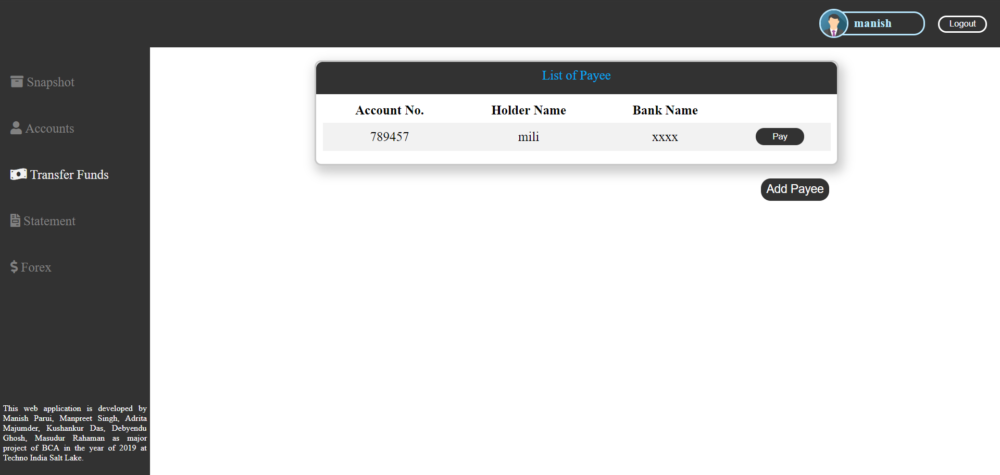 manish
Logout
Snapshot
Accounts
Transfer Funds
Statement
Forex
List of Payee
Account No. Holder Name Bank Name
789457 mili xxxx Pay
Add Payee
This web application is developed by
Manish Parui, Manpreet Singh, Adrita
Majumder, Kushankur Das, Debyendu
Ghosh, Masudur Rahaman as major
project of BCA in the year of 2019 at
Techno India Salt Lake.